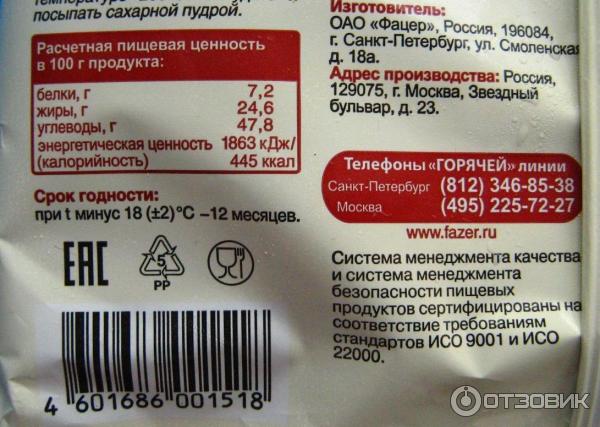 посыпать сахарной пудрой.
Расчетная пищевая ценность
в 100 г продукта:
белки, г 7,2
жиры, г 24,6
углеводы, г 47,8
энергетическая ценность 1863 кДж/
(калорийность) 445 ккал
Срок годности:
при t минус 18 (±2)°С –12 месяцев.
EAC
5
PP
4 601686 001518
Изготовитель:
ОАО «Фацер», Россия, 196084,
г. Санкт-Петербург, ул. Смоленская
д. 18а.
Адрес производства: Россия,
129075, г. Москва, Звездный
бульвар, д. 23.
Телефоны «ГОРЯЧЕЙ» линии
Санкт-Петербург (812) 346-85-38
Москва (495) 225-72-27
www.fazer.ru
Система менеджмента качества
и система менеджмента
безопасности пищевых
продуктов сертифицированы на
соответствие требованиям
стандартов ИСО 9001 и ИСО
22000.
ОТЗОВИК